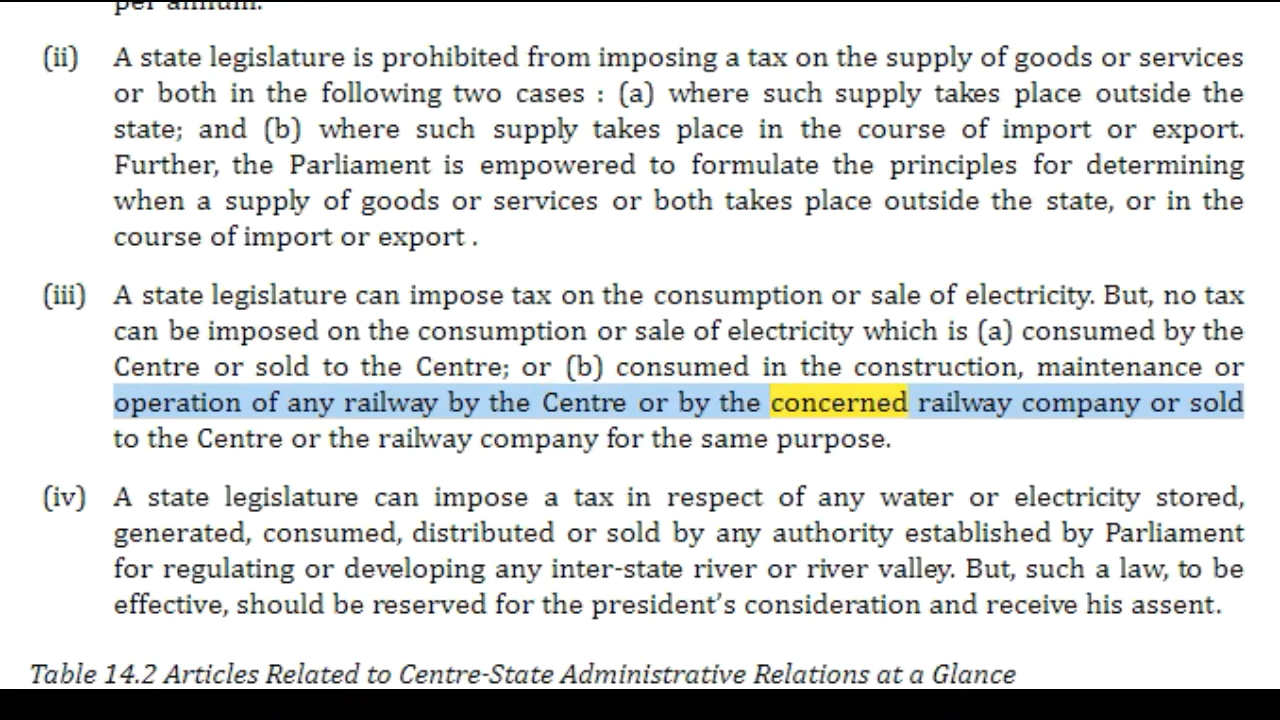 per annum.
(ii) A state legislature is prohibited from imposing a tax on the supply of goods or services
or both in the following two cases : (a) where such supply takes place outside the
state; and (b) where such supply takes place in the course of import or export.
Further, the Parliament is empowered to formulate the principles for determining
when a supply of goods or services or both takes place outside the state, or in the
course of import or export .
(iii) A state legislature can impose tax on the consumption or sale of electricity. But, no tax
can be imposed on the consumption or sale of electricity which is (a) consumed by the
Centre or sold to the Centre; or (b) consumed in the construction, maintenance or
operation of any railway by the Centre or by the concerned railway company or sold
to the Centre or the railway company for the same purpose.
(iv) A state legislature can impose a tax in respect of any water or electricity stored,
generated, consumed, distributed or sold by any authority established by Parliament
for regulating or developing any inter-state river or river valley. But, such a law, to be
effective, should be reserved for the president’s consideration and receive his assent.
Table 14.2 Articles Related to Centre-State Administrative Relations at a Glance